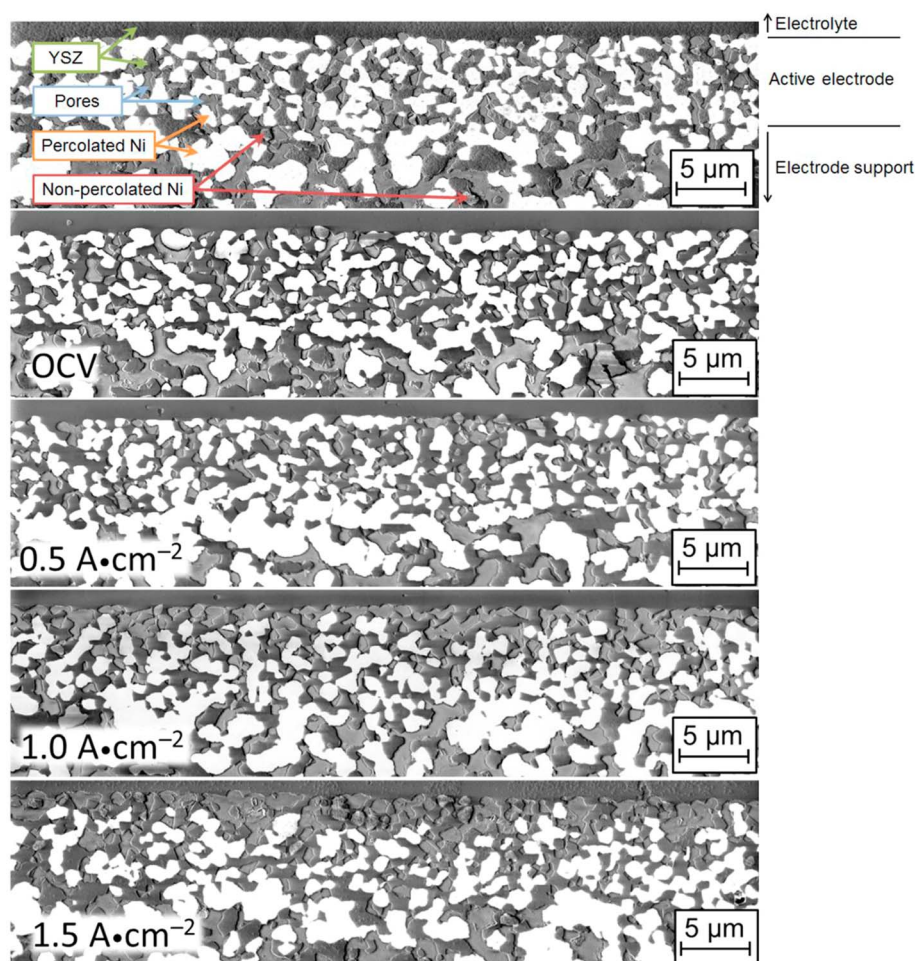 Electrolyte
YSZ
Active electrode
Pores
Percolated Ni
Electrode support
Non-percolated Ni
5 µm
OCV
5 µm
0.5 A•cm⁻²
5 µm
1.0 A•cm⁻²
5 µm
1.5 A•cm⁻²
5 µm